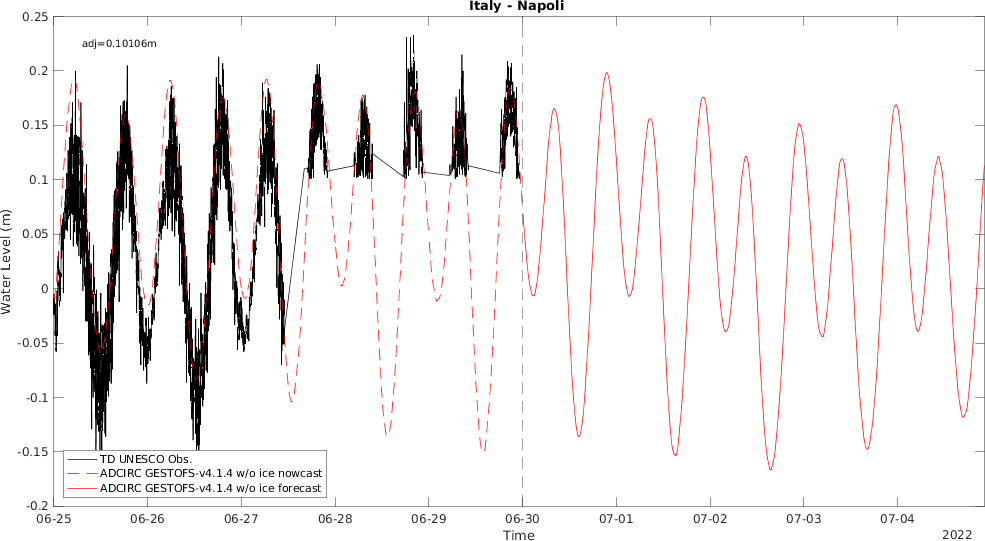 Italy - Napoli
adj=0.10106m
Water Level (m)
0.25
0.2
0.15
0.1
0.05
0
-0.05
-0.1
-0.15
-0.2
TD UNESCO Obs.
ADCIRC GESTOFS-v4.1.4 w/o ice nowcast
ADCIRC GESTOFS-v4.1.4 w/o ice forecast
06-25 06-26 06-27 06-28 06-29 06-30 07-01 07-02 07-03 07-04
Time
2022